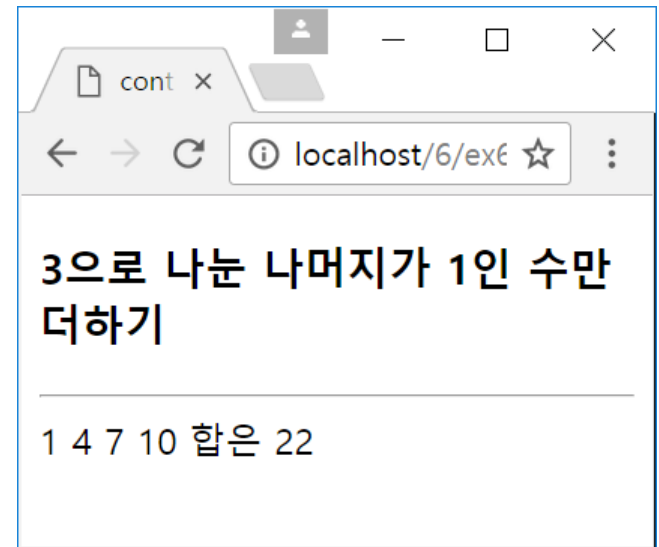 cont
localhost/6/ex6
3으로 나눈 나머지가 1인 수만
더하기
1 4 7 10 합은 22